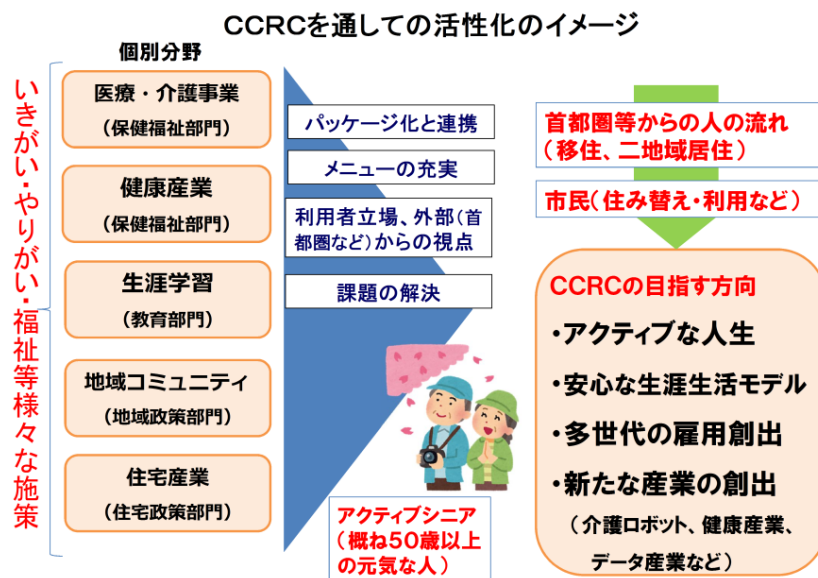 CCRCを通しての活性化のイメージ
個別分野
いきがい・やりがい・福祉等様々な施策
医療・介護事業
（保健福祉部門）
健康産業
（保健福祉部門）
生涯学習
（教育部門）
地域コミュニティ
（地域政策部門）
住宅産業
（住宅政策部門）
パッケージ化と連携
メニューの充実
利用者立場、外部（首
都圏など）からの視点
課題の解決
アクティブシニア
（概ね50歳以上
の元気な人）
首都圏等からの人の流れ
（移住、二地域居住）
市民（住み替え・利用など）
CCRCの目指す方向
・アクティブな人生
・安心な生涯生活モデル
・多世代の雇用創出
・新たな産業の創出
（介護ロボット、健康産業、
データ産業など）